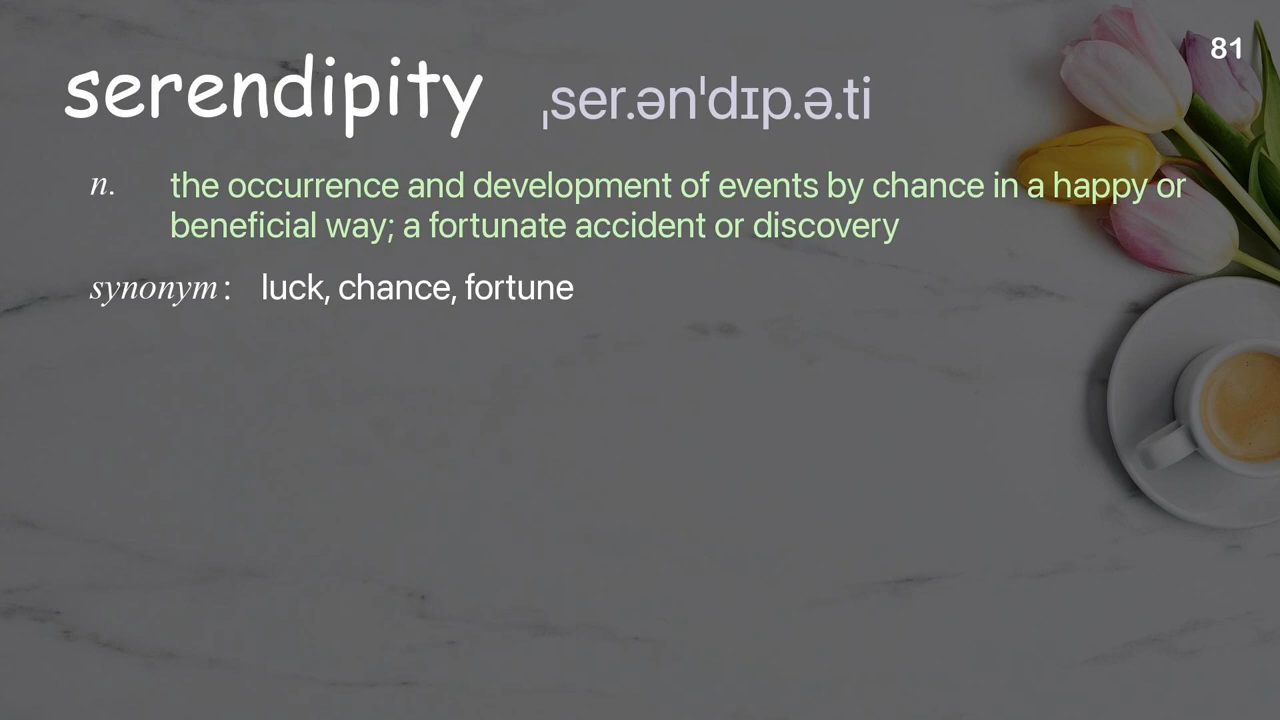 81
serendipity ˌser.ənˈdɪp.ə.ti
n. the occurrence and development of events by chance in a happy or
beneficial way; a fortunate accident or discovery
synonym: luck, chance, fortune